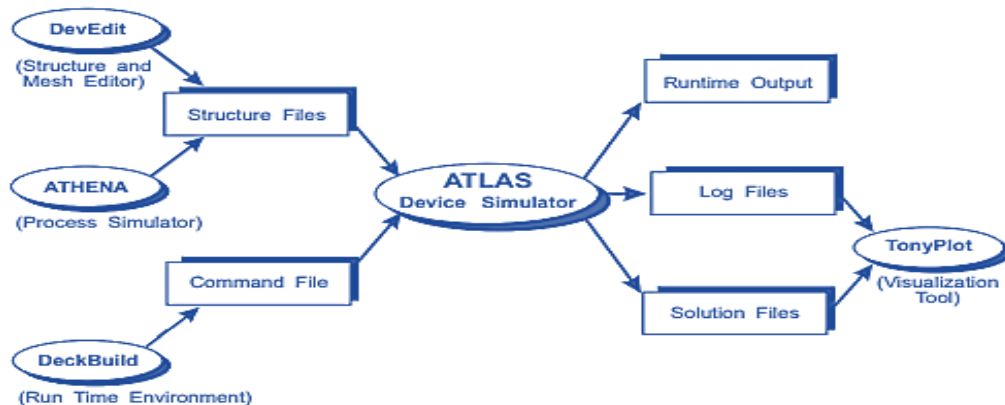 DevEdit
(Structure and
Mesh Editor)
Structure Files
ATHENA
(Process Simulator)
Command File
DeckBuild
(Run Time Environment)
ATLAS
Device Simulator
Runtime Output
Log Files
Solution Files
TonyPlot
(Visualization
Tool)